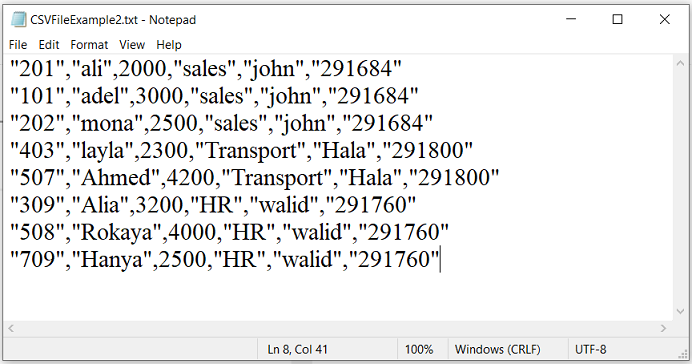 CSVFileExample2.txt - Notepad
File Edit Format View Help
"201","ali",2000,"sales","john","291684"
"101","adel",3000,"sales","john","291684"
"202","mona",2500,"sales","john","291684"
"403","layla",2300,"Transport","Hala","291800"
"507","Ahmed",4200,"Transport","Hala","291800"
"309","Alia",3200,"HR","walid","291760"
"508","Rokaya",4000,"HR","walid","291760"
"709","Hanya",2500,"HR","walid","291760"
Ln 8, Col 41 100% Windows (CRLF) UTF-8